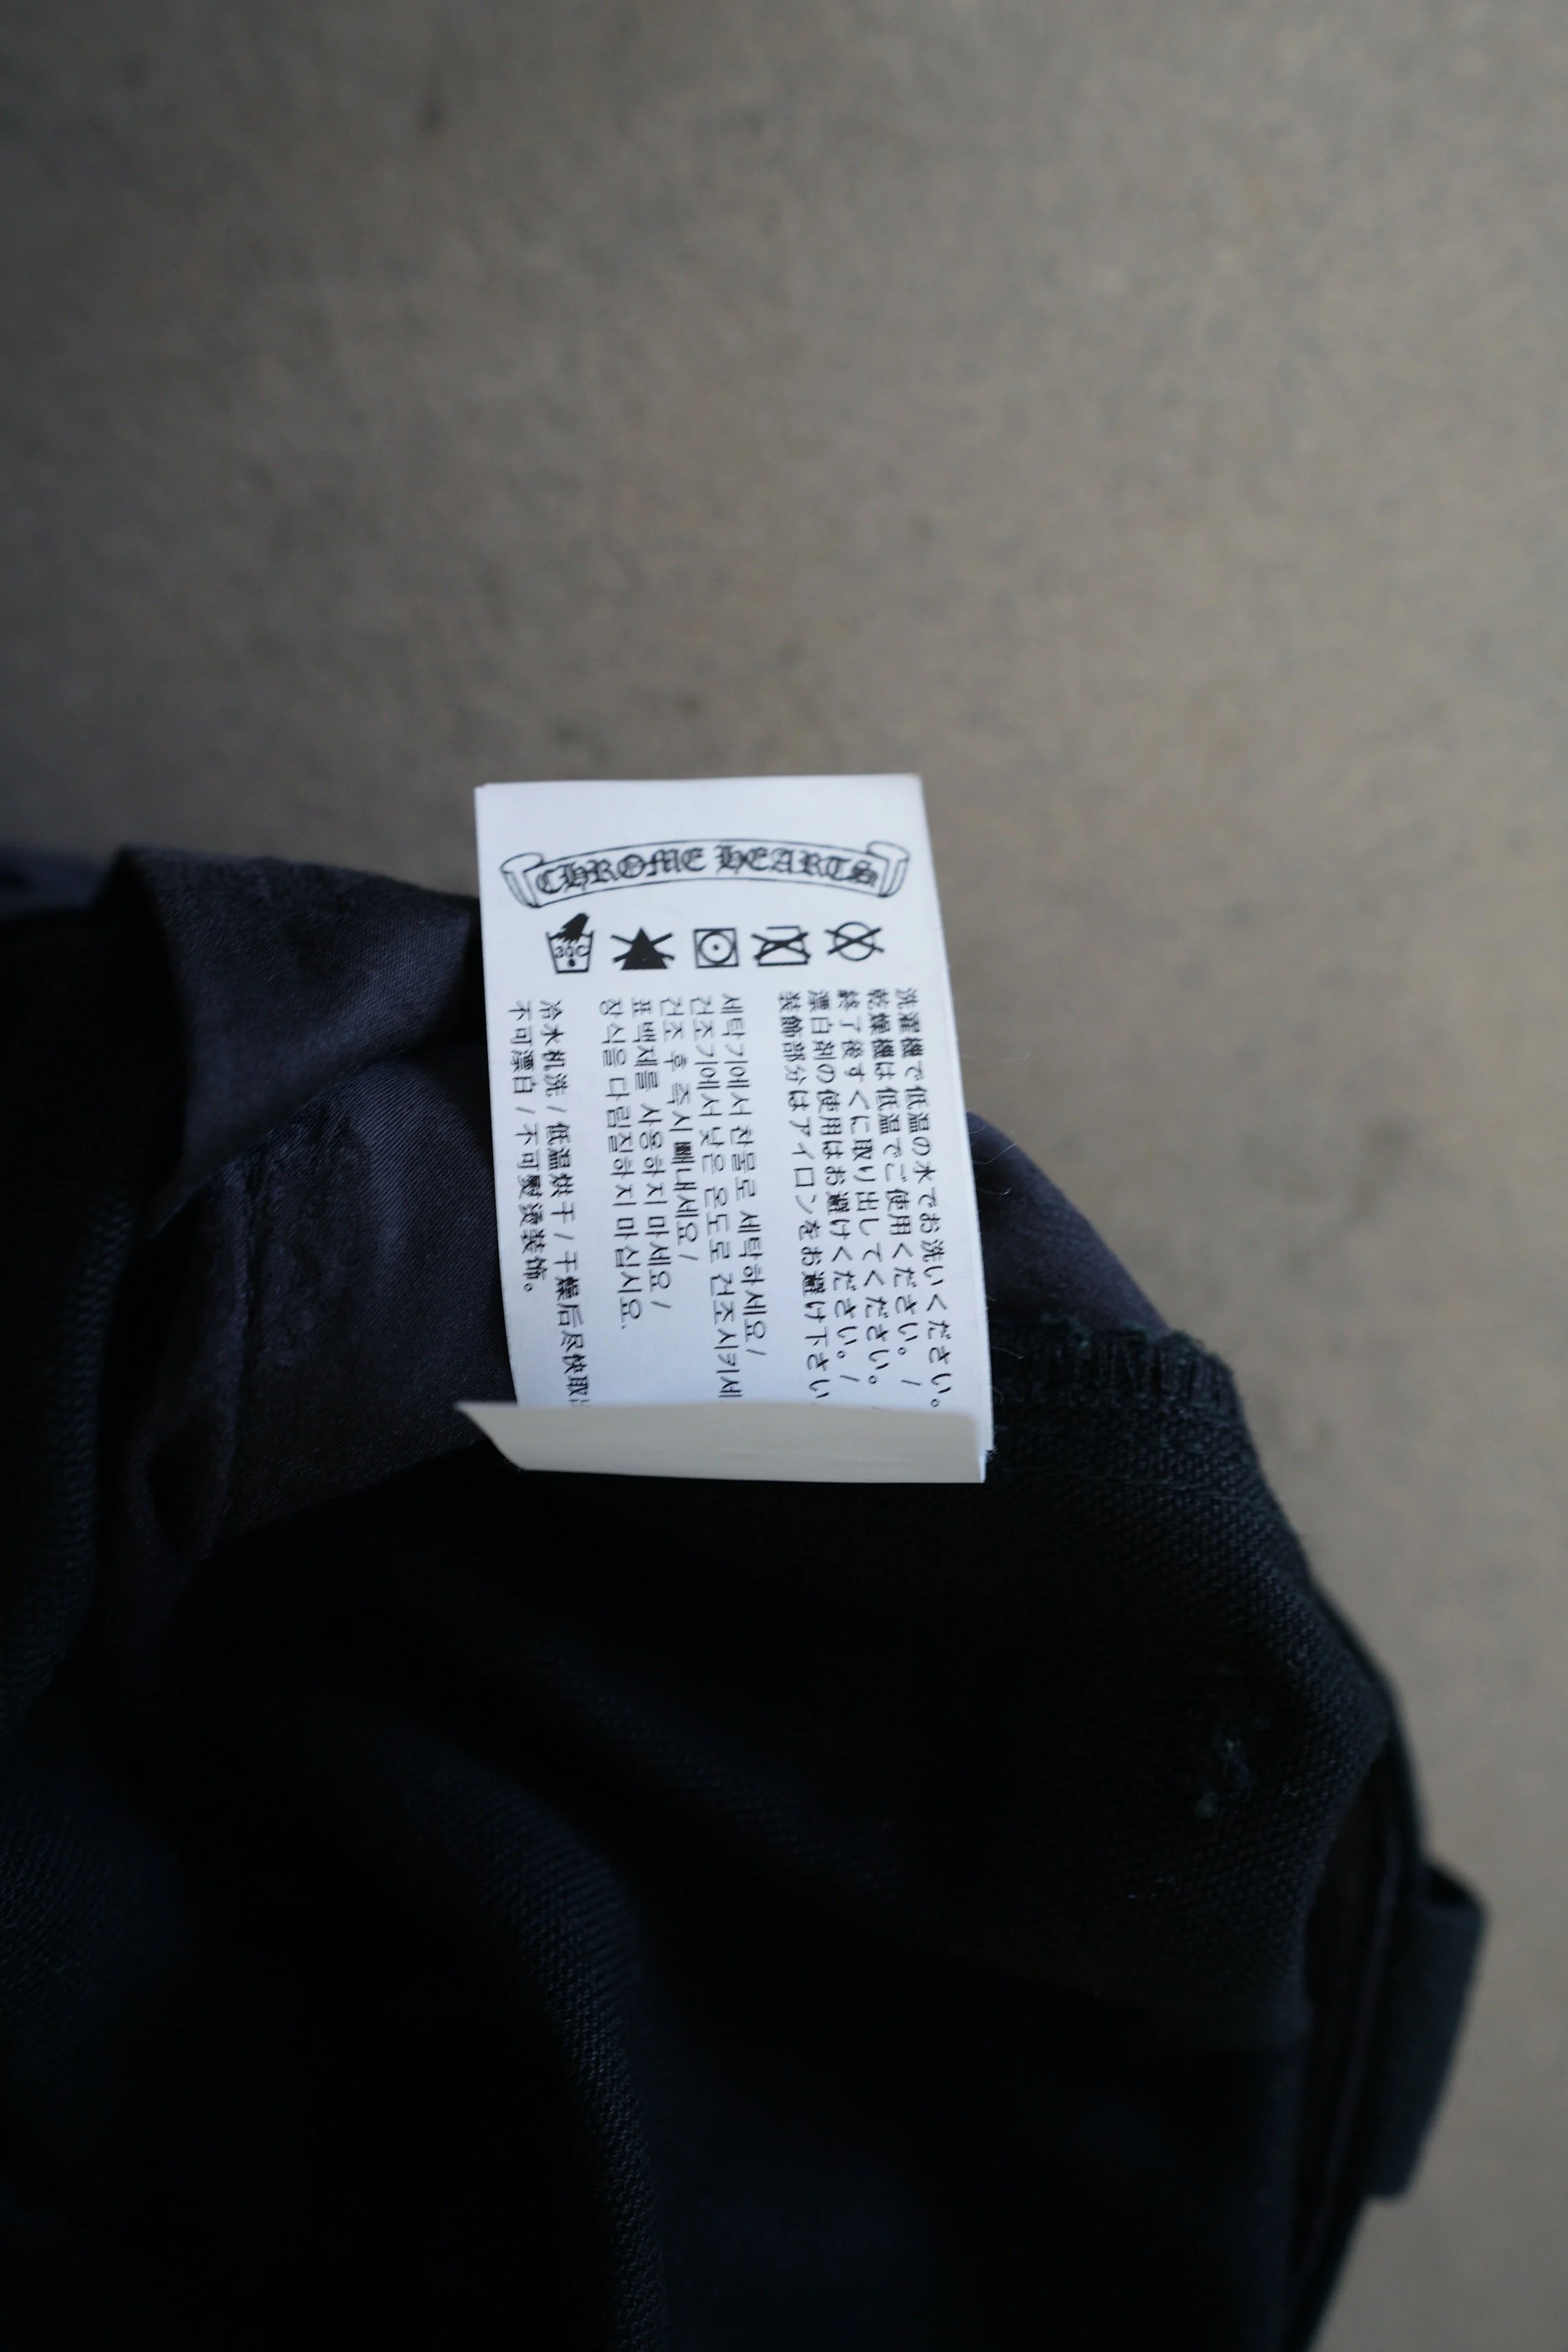 CHROME HEARTS
30C
洗濯機で低温の水でお洗いください。
乾燥機は低温でご使用ください。/
終了後すぐに取り出してください。
漂白剤の使用はお避けください。/
装飾部分はアイロンをお避け下さい
세탁기에서 찬물로 세탁하세요/
건조기에서 낮은 온도로 건조시키세
건조 후 즉시 빼내세요/
표백제를 사용하지 마세요/
장식을 다림질하지 마십시요.
冷水机洗/低温烘干/干燥后尽快取
不可漂白/不可熨烫装饰。